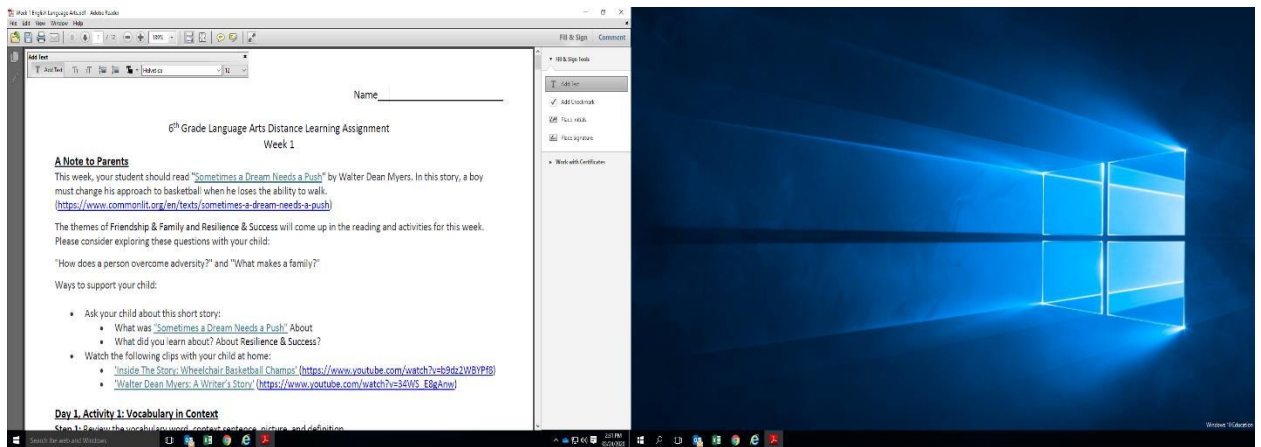 Week 1 English Language Arts.pdf - Adobe Reader
File Edit View Window Help
1 / 12
Fill & Sign Comment
Add Text
Add Text Helvetica 12
Fill & Sign Tools
Add Text
Add Checkmark
Place Initials
Place Signature
Work with Certificates
Name
6th Grade Language Arts Distance Learning Assignment
Week 1
A Note to Parents
This week, your student should read "Sometimes a Dream Needs a Push" by Walter Dean Myers. In this story, a boy
must change his approach to basketball when he loses the ability to walk.
(https://www.commonlit.org/en/texts/sometimes-a-dream-needs-a-push)
The themes of Friendship & Family and Resilience & Success will come up in the reading and activities for this week.
Please consider exploring these questions with your child:
"How does a person overcome adversity?" and "What makes a family?"
Ways to support your child:
• Ask your child about this short story:
• What was "Sometimes a Dream Needs a Push" About
• What did you learn about? About Resilience & Success?
• Watch the following clips with your child at home:
• 'Inside The Story: Wheelchair Basketball Champs' (https://www.youtube.com/watch?v=b9dz2WBYPf8)
• 'Walter Dean Myers: A Writer's Story' (https://www.youtube.com/watch?v=34WS_E8gAnw)
Day 1, Activity 1: Vocabulary in Context
Step 1: Review the vocabulary word, context sentence, picture, and definition
Search the web and Windows
2:51 PM
Windows 10 Education